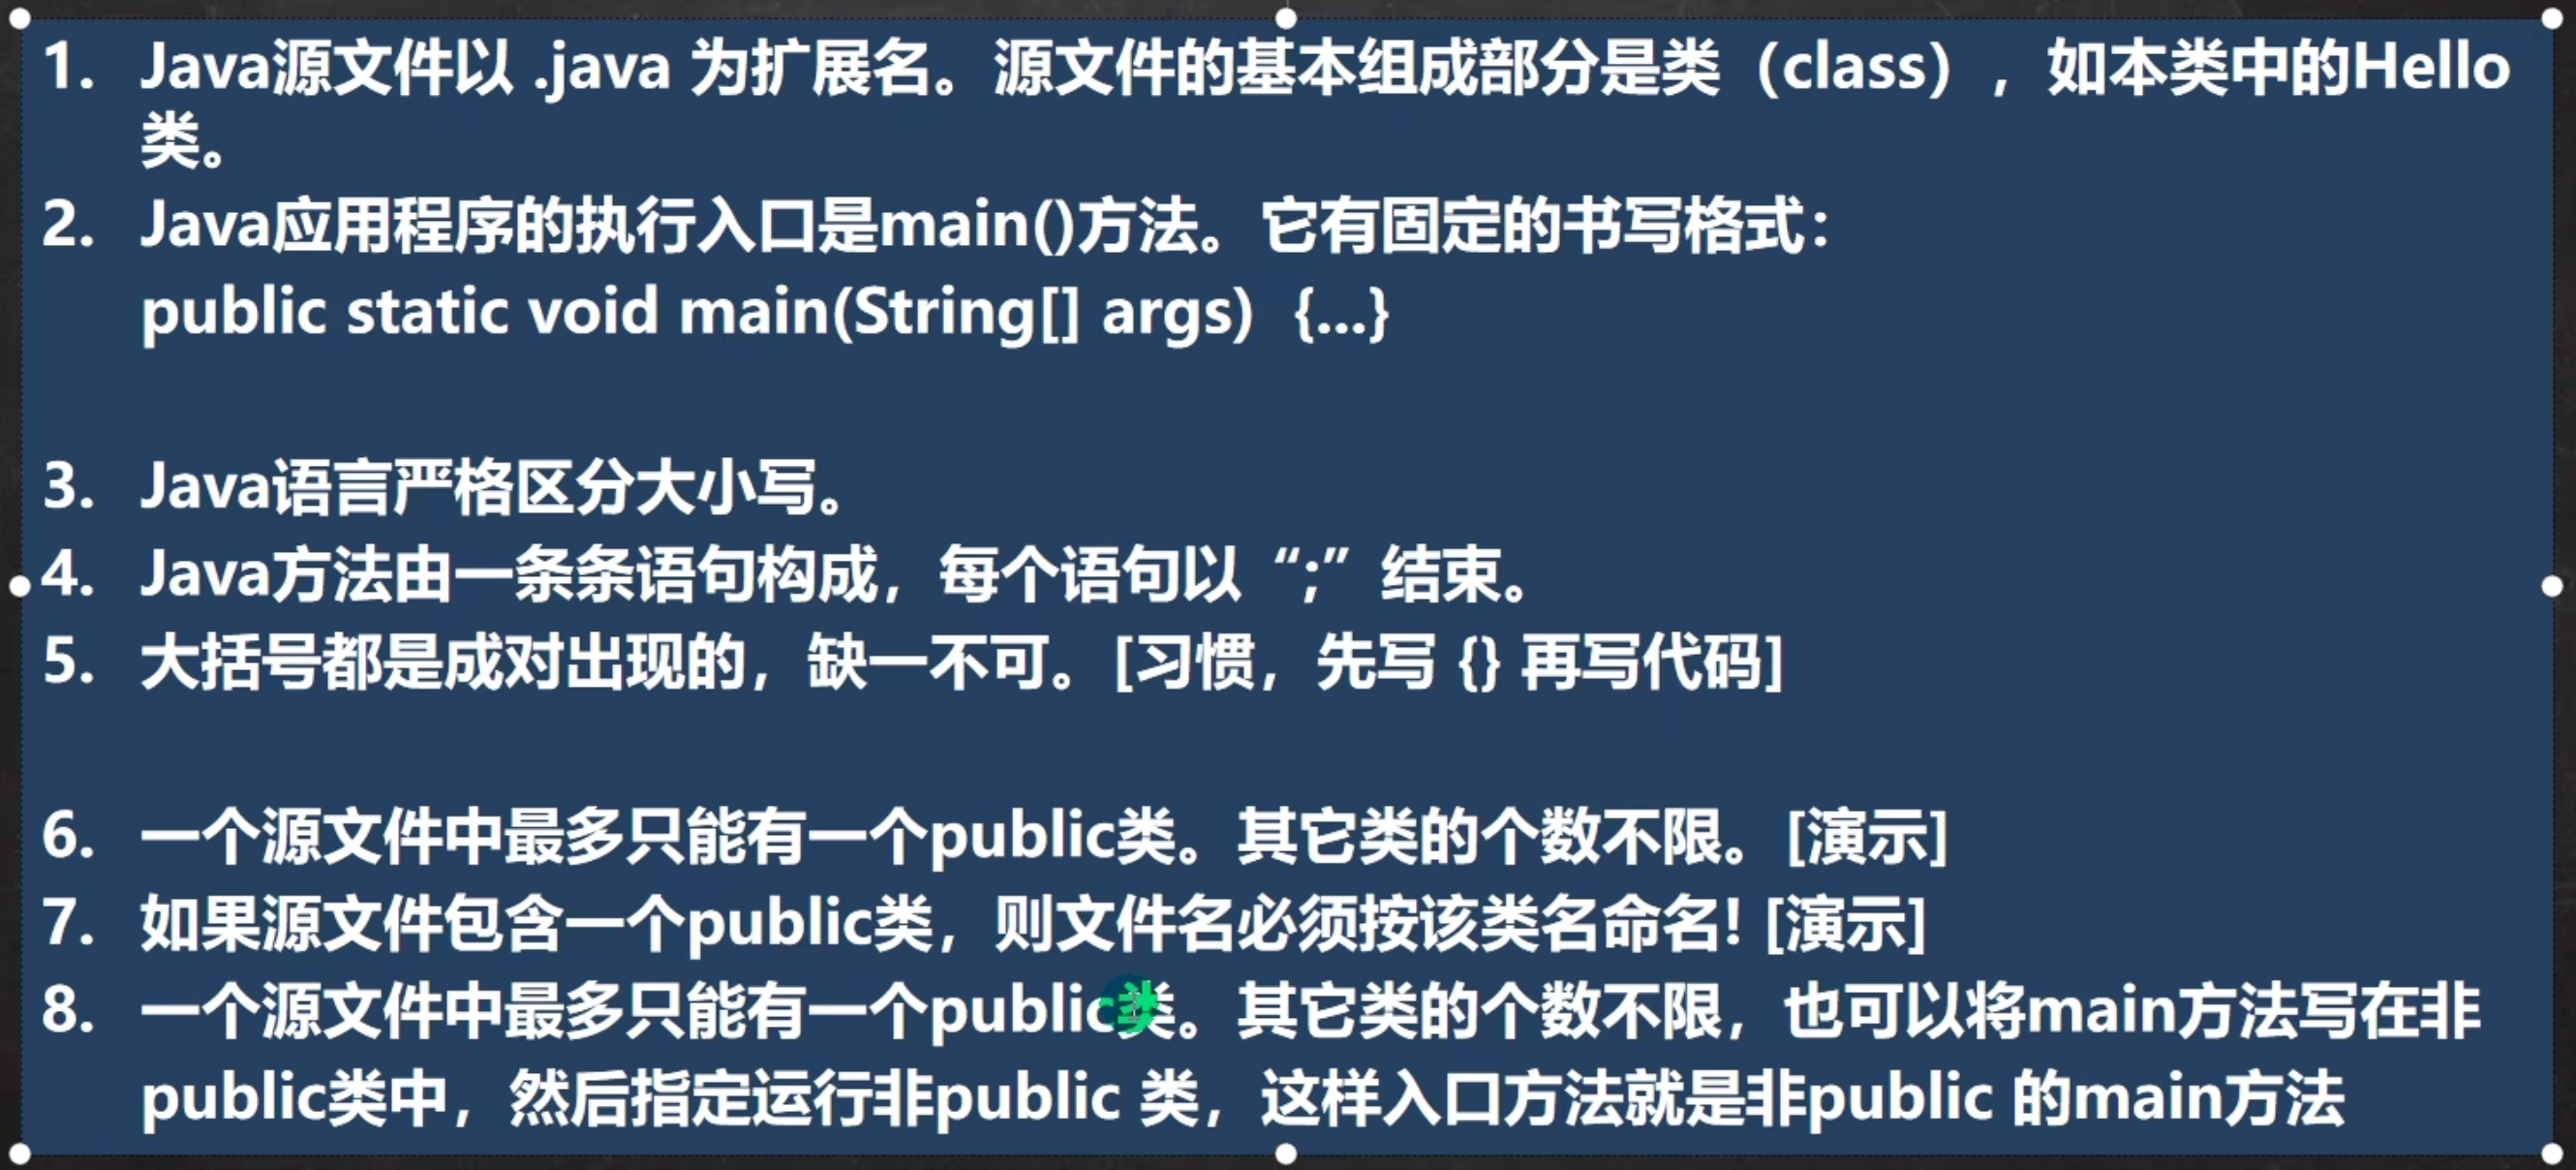 1. Java源文件以 .java 为扩展名。源文件的基本组成部分是类（class），如本类中的Hello
类。
2. Java应用程序的执行入口是main()方法。它有固定的书写格式：
public static void main(String[] args) {...}
3. Java语言严格区分大小写。
4. Java方法由一条条语句构成，每个语句以“;”结束。
5. 大括号都是成对出现的，缺一不可。[习惯，先写 {} 再写代码]
6. 一个源文件中最多只能有一个public类。其它类的个数不限。[演示]
7. 如果源文件包含一个public类，则文件名必须按该类名命名! [演示]
8. 一个源文件中最多只能有一个public类。其它类的个数不限，也可以将main方法写在非
public类中，然后指定运行非public 类，这样入口方法就是非public 的main方法